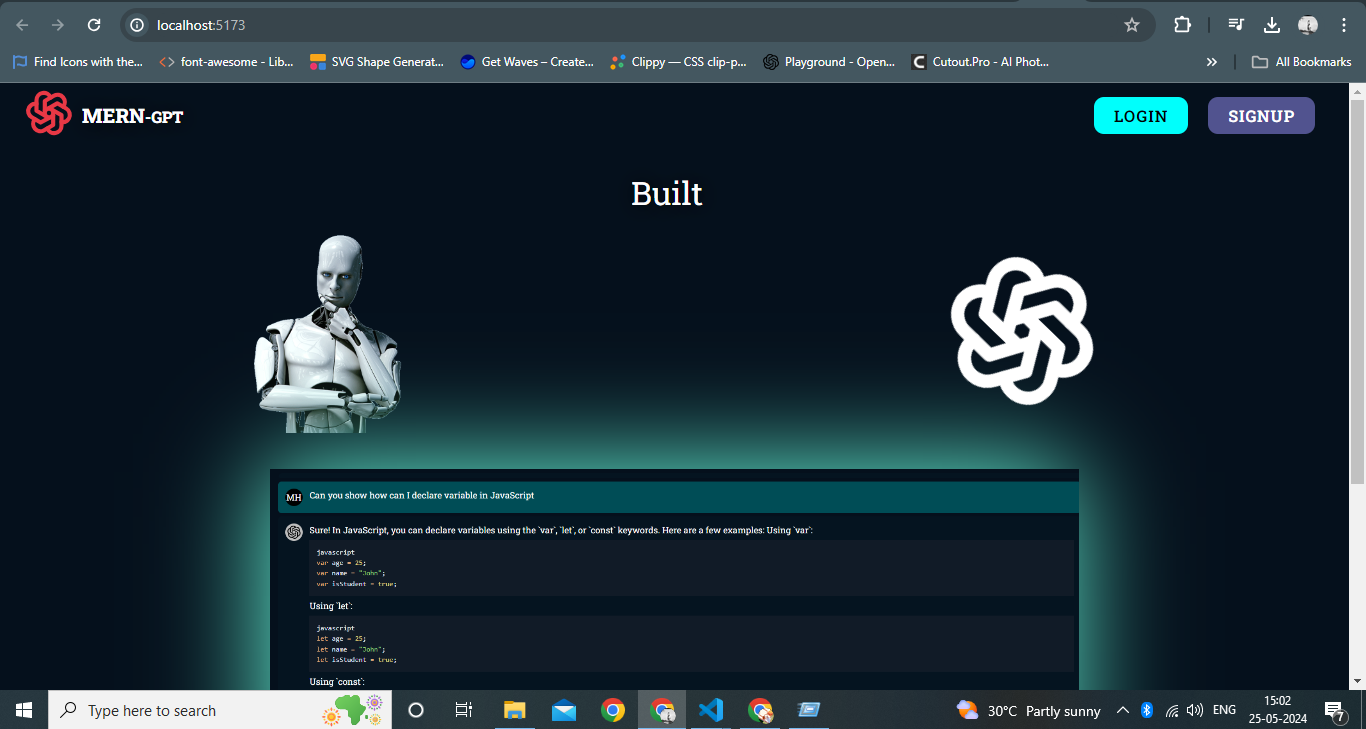 localhost:5173
Find Icons with the...
font-awesome - Lib...
SVG Shape Generat...
Get Waves – Create...
Clippy — CSS clip-p...
Playground - Open...
Cutout.Pro - AI Phot...
All Bookmarks
MERN-GPT
LOGIN
SIGNUP
Built
MH
Can you show how can I declare variable in JavaScript
Sure! In JavaScript, you can declare variables using the `var`, `let`, or `const` keywords. Here are a few examples: Using `var`:
javascript
var age = 25;
var name = "John";
var isStudent = true;
Using `let`:
javascript
let age = 25;
let name = "John";
let isStudent = true;
Using `const`:
Type here to search
30°C Partly sunny
ENG
15:02
25-05-2024
7